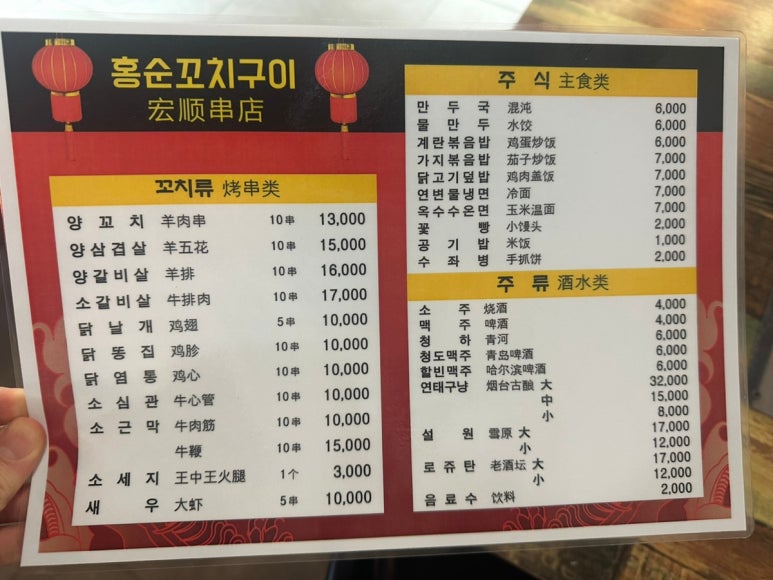 홍순꼬치구이
宏顺串店
꼬치류 烤串类
양꼬치 羊肉串 10串 13,000
양삼겹살 羊五花 10串 15,000
양갈비살 羊排 10串 16,000
소갈비살 牛排肉 10串 17,000
닭날개 鸡翅 5串 10,000
닭똥집 鸡胗 10串 10,000
닭염통 鸡心 10串 10,000
소심관 牛心管 10串 10,000
소근막 牛肉筋 10串 10,000
牛鞭 10串 15,000
소세지 王中王火腿 1个 3,000
새우 大虾 5串 10,000
주식 主食类
만두국 混沌 6,000
물만두 水饺 6,000
계란볶음밥 鸡蛋炒饭 6,000
가지볶음밥 茄子炒饭 7,000
닭고기덮밥 鸡肉盖饭 7,000
연변물냉면 冷面 7,000
옥수수온면 玉米温面 7,000
꽃빵 小馒头 2,000
공기밥 米饭 1,000
수좌병 手抓饼 2,000
주류 酒水类
소주 烧酒 4,000
맥주 啤酒 4,000
청하 青河 6,000
청도맥주 青岛啤酒 6,000
할빈맥주 哈尔滨啤酒 6,000
연태구냥 烟台古酿 大 32,000
中 15,000
小 8,000
설원 雪原 大 17,000
小 12,000
로쥬탄 老酒坛 大 17,000
小 12,000
음료수 饮料 2,000